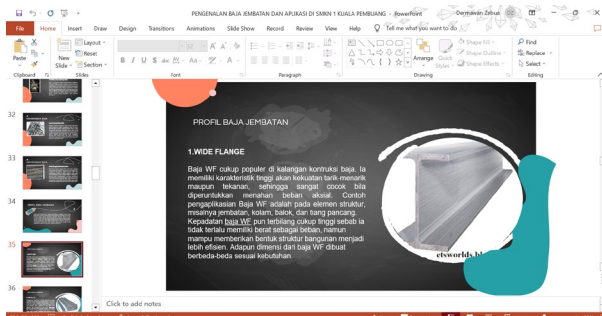 PENGENALAN BAJA JEMBATAN DAN APLIKASI DI SMKN 1 KUALA PEMBUANG - PowerPoint
Dermawan Zebua
File Home Insert Draw Design Transitions Animations Slide Show Record Review View Help Tell me what you want to do
Paste
New Slide
Layout
Reset
Section
Arrange
Quick Styles
Shape Fill
Shape Outline
Shape Effects
Find
Replace
Select
Clipboard Slides Font Paragraph Drawing Editing
32
33
34
35
36
PROFIL BAJA JEMBATAN
1.WIDE FLANGE
Baja WF cukup populer di kalangan kontruksi baja. Ia
memiliki karakteristik tinggi akan kekuatan tarik-menarik
maupun tekanan, sehingga sangat cocok bila
diperuntukkan menahan beban aksial. Contoh
pengaplikasian Baja WF adalah pada elemen struktur,
misalnya jembatan, kolam, balok, dan tiang pancang.
Kepadatan baja WF pun terbilang cukup tinggi sebab ia
tidak terlalu memiliki berat sebagai beban, namun
mampu memberikan bentuk struktur bangunan menjadi
lebih efisien. Adapun dimensi dari baja WF dibuat
berbeda-beda sesuai kebutuhan
etsworlds.bl
Click to add notes